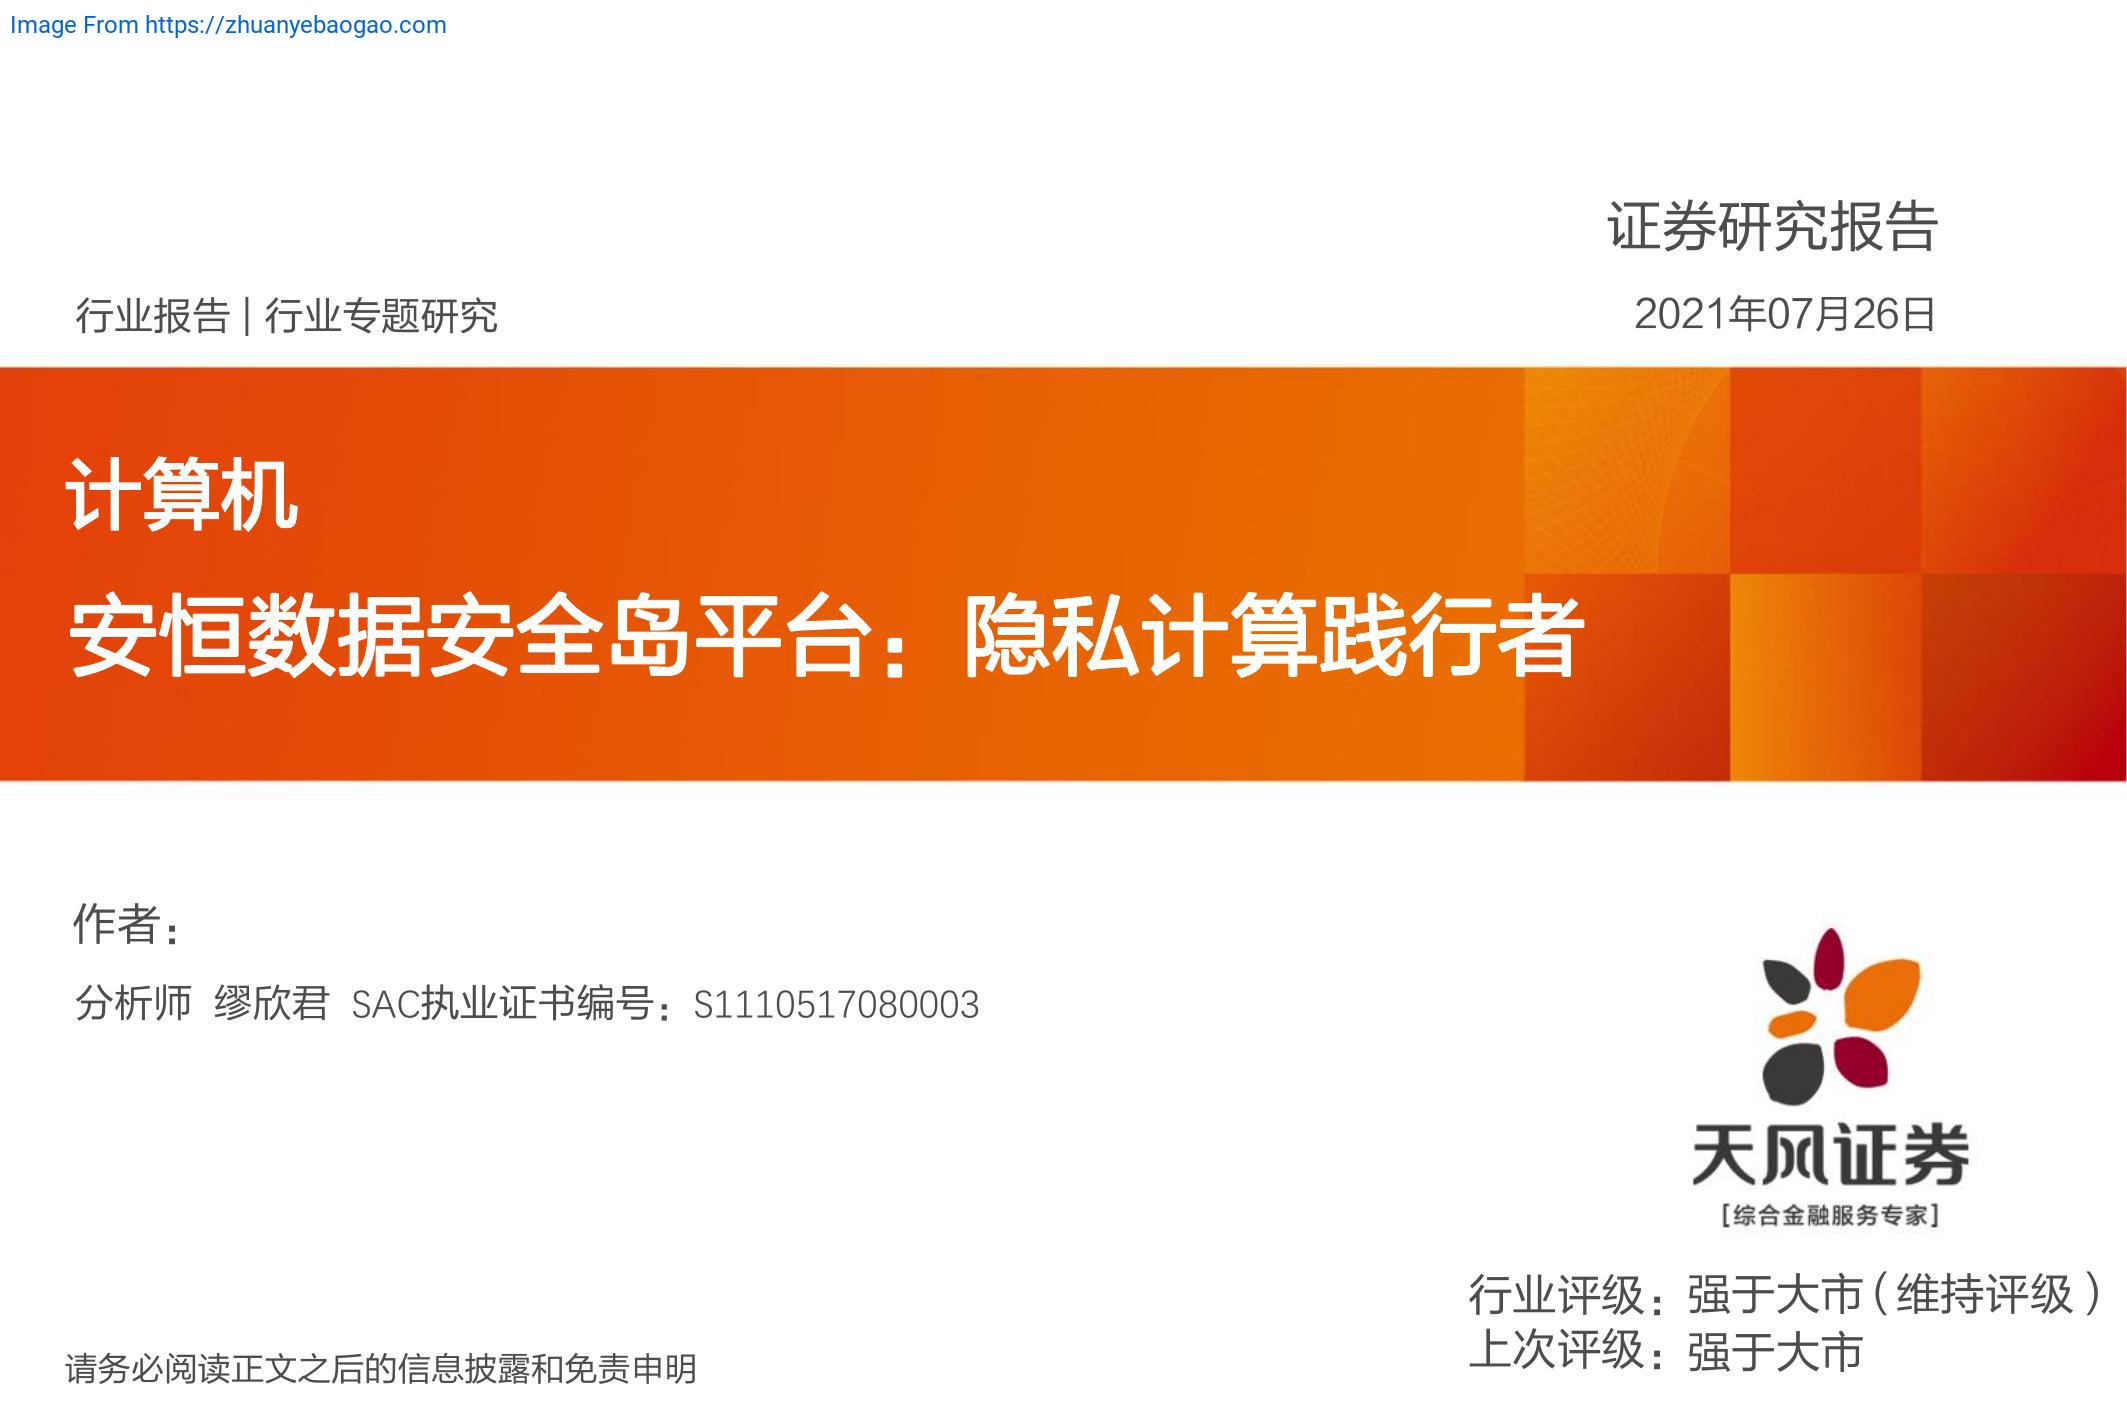 Image From https://zhuanyebaogao.com
证券研究报告
行业报告 | 行业专题研究
2021年07月26日
计算机
安恒数据安全岛平台：隐私计算践行者
作者：
分析师 缪欣君 SAC执业证书编号：S1110517080003
天风证券
[综合金融服务专家]
行业评级：强于大市（维持评级）
上次评级：强于大市
请务必阅读正文之后的信息披露和免责申明